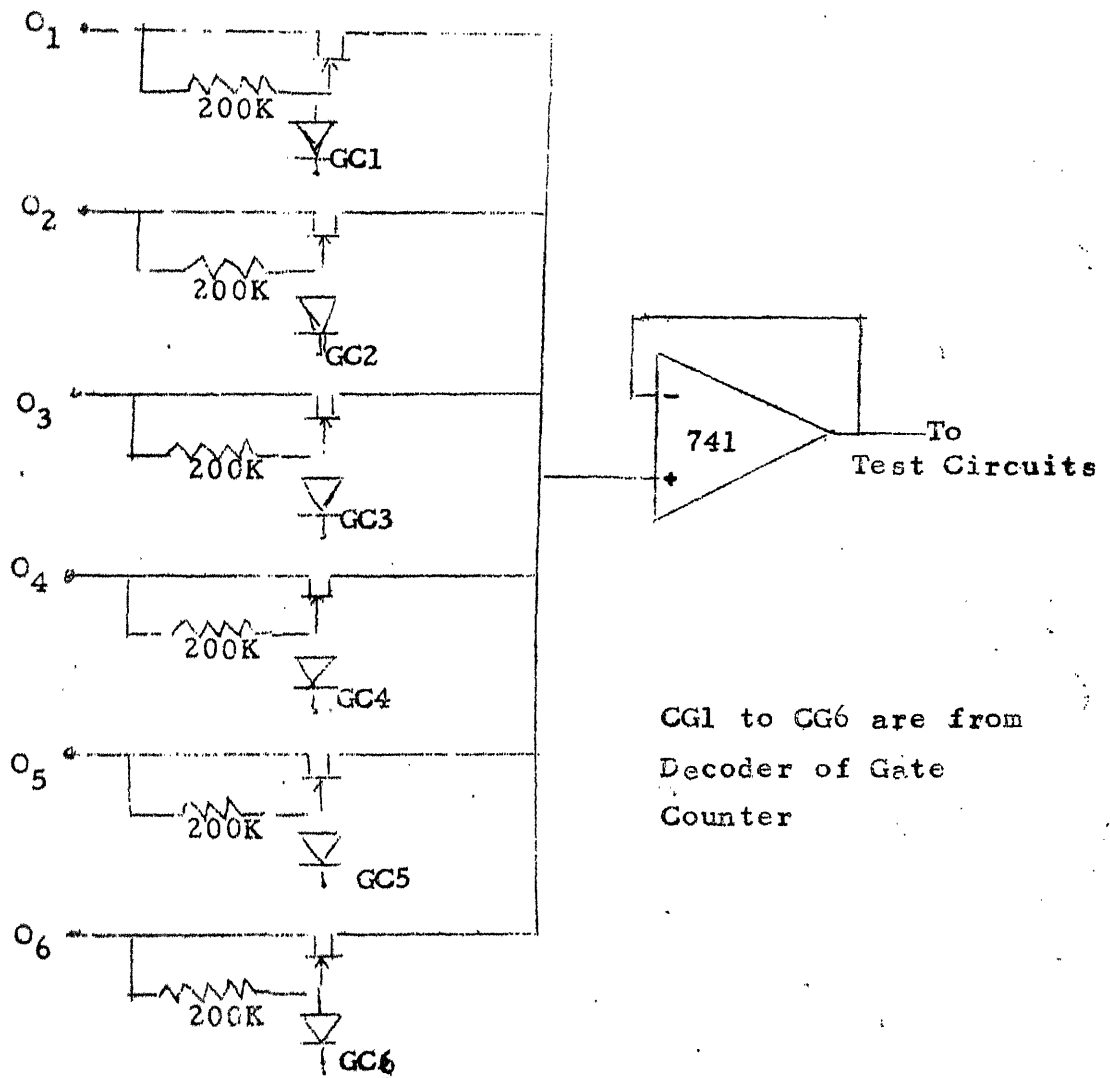 O1
200K
GC1
O2
200K
GC2
O3
200K
GC3
O4
200K
GC4
O5
200K
GC5
O6
200K
GC6
-
741
+
To
Test Circuits
CG1 to CG6 are from
Decoder of Gate
Counter